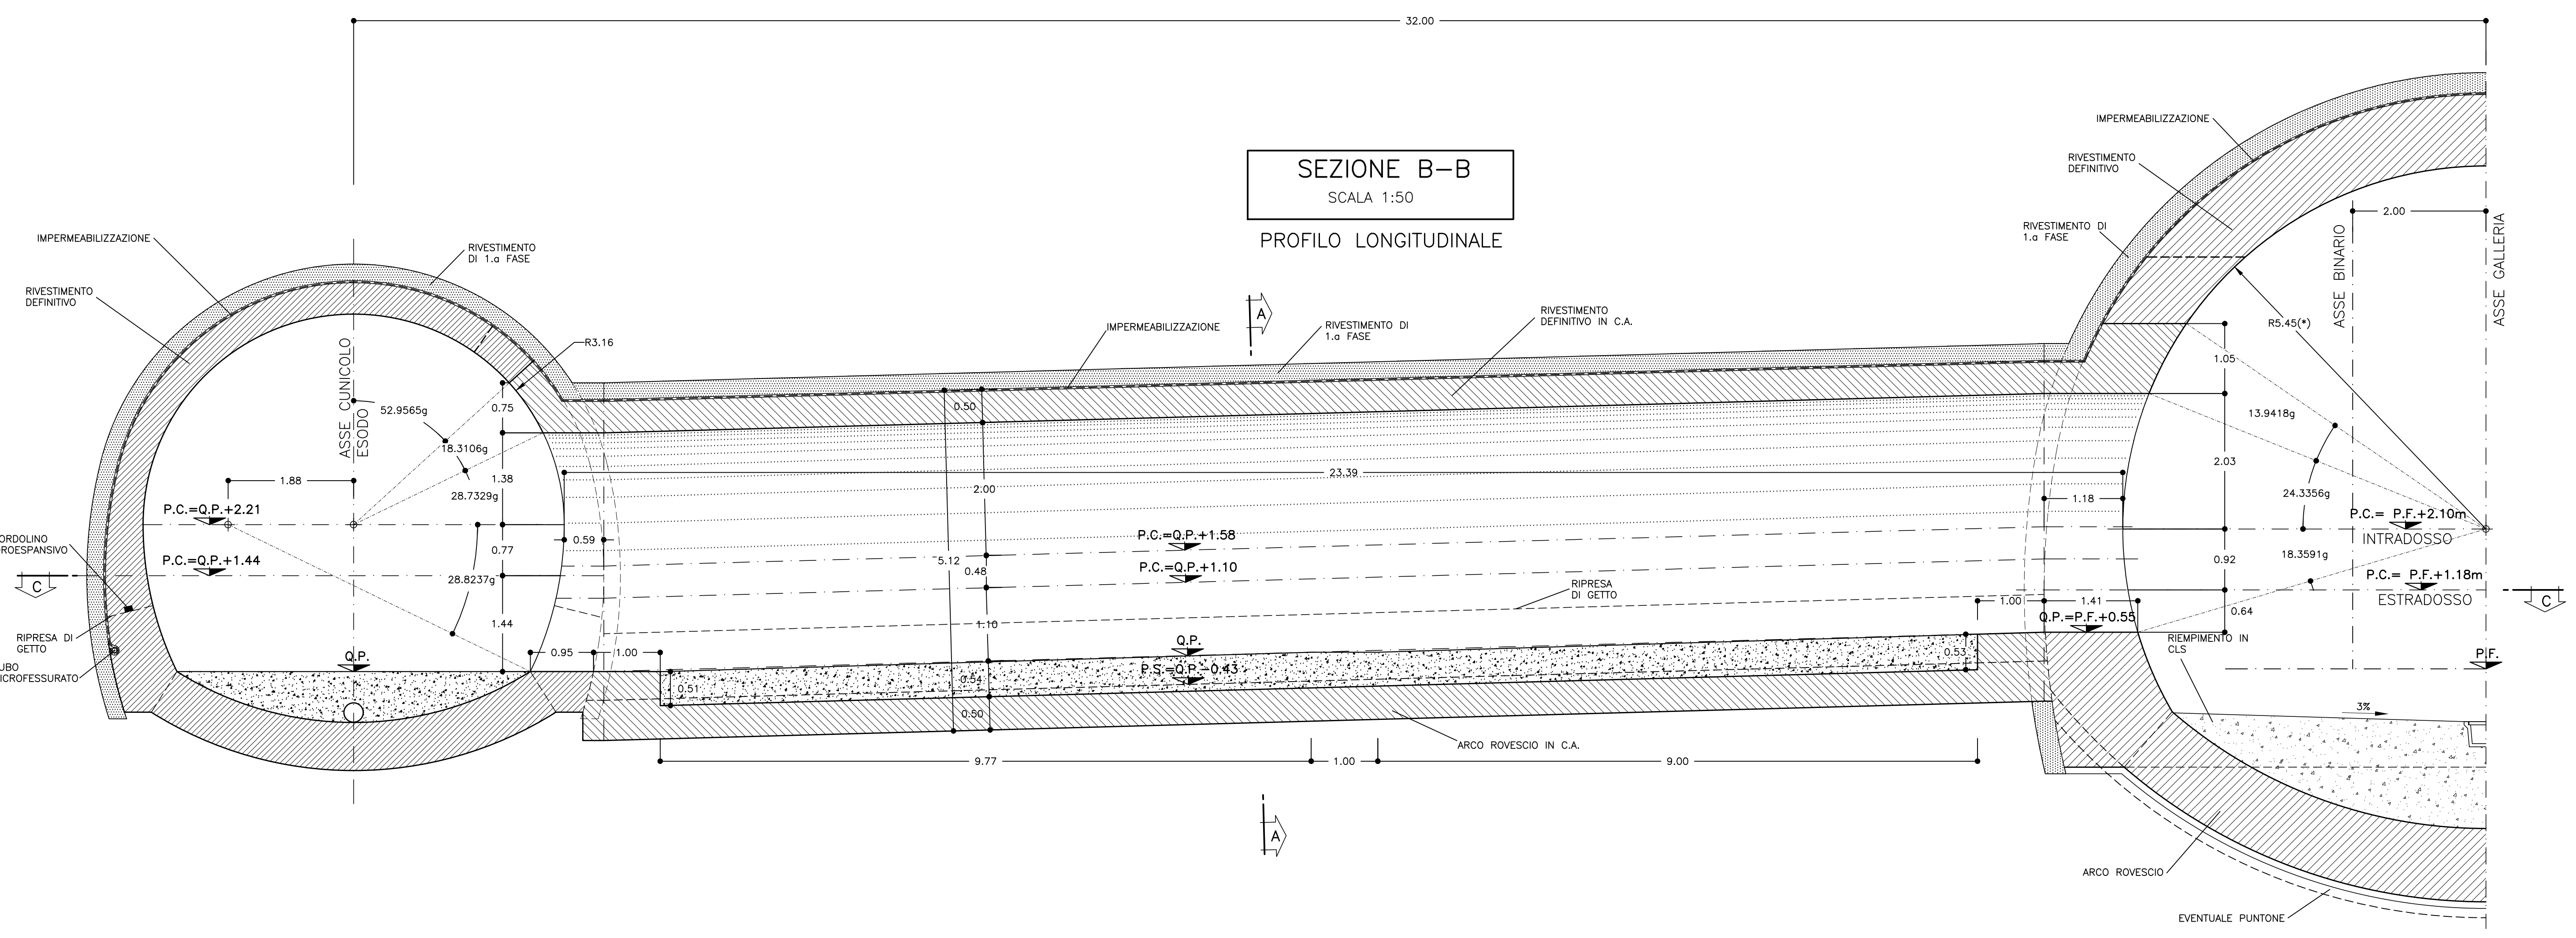 32.00
SEZIONE B-B
SCALA 1:50
PROFILO LONGITUDINALE
IMPERMEABILIZZAZIONE
RIVESTIMENTO
DEFINITIVO
RIVESTIMENTO
DI 1.a FASE
ASSE CUNICOLO
ESODO
R3.16
52.9565g
18.3106g
28.7329g
28.8237g
0.75
1.38
0.77
1.44
1.88
P.C.=Q.P.+2.21
P.C.=Q.P.+1.44
ORDOLINO
ROESPANSIVO
C
RIPRESA DI
GETTO
UBO
ICROFESSURATO
Q.P.
0.59
0.95
1.00
0.51
A
IMPERMEABILIZZAZIONE
RIVESTIMENTO DI
1.a FASE
RIVESTIMENTO
DEFINITIVO IN C.A.
0.50
23.39
2.00
5.12
0.48
1.10
0.54
0.50
P.C.=Q.P.+1.58
P.C.=Q.P.+1.10
RIPRESA
DI GETTO
Q.P.
P.S.=Q.P.-0.43
0.53
ARCO ROVESCIO IN C.A.
9.77
1.00
9.00
A
IMPERMEABILIZZAZIONE
RIVESTIMENTO
DEFINITIVO
RIVESTIMENTO DI
1.a FASE
2.00
ASSE BINARIO
ASSE GALLERIA
R5.45(*)
1.05
13.9418g
2.03
24.3356g
1.18
P.C.= P.F.+2.10m
INTRADOSSO
18.3591g
0.92
P.C.= P.F.+1.18m
ESTRADOSSO
C
1.00
1.41
0.64
Q.P.=P.F.+0.55
RIEMPIMENTO IN
CLS
P.F.
3%
ARCO ROVESCIO
EVENTUALE PUNTONE